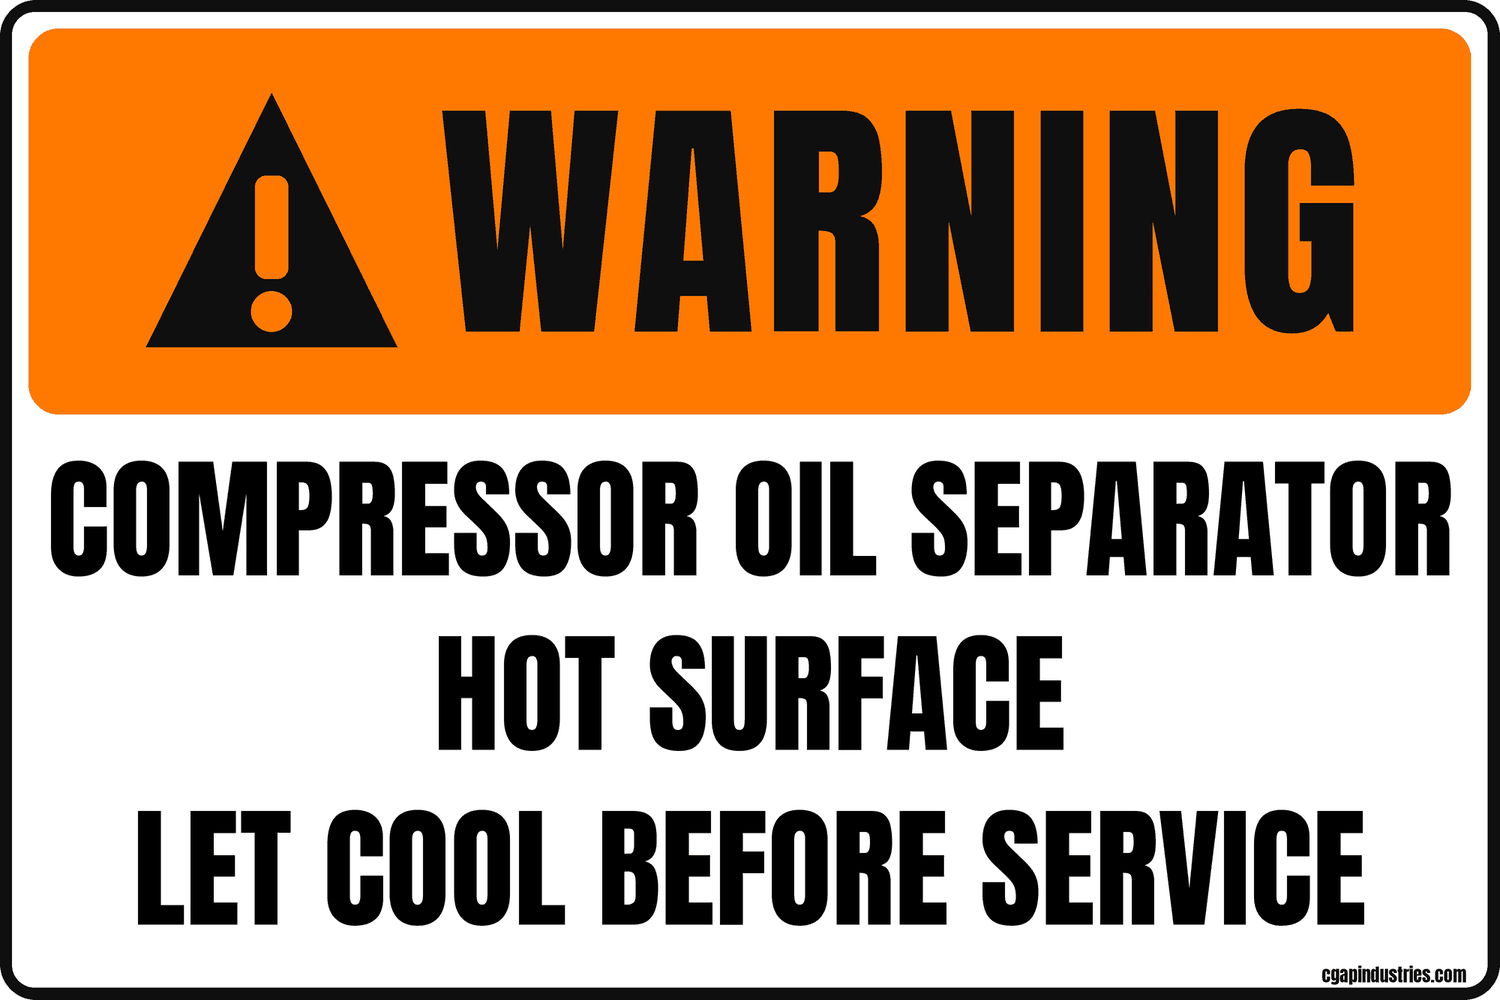 WARNING
COMPRESSOR OIL SEPARATOR
HOT SURFACE
LET COOL BEFORE SERVICE
cgapindustries.com